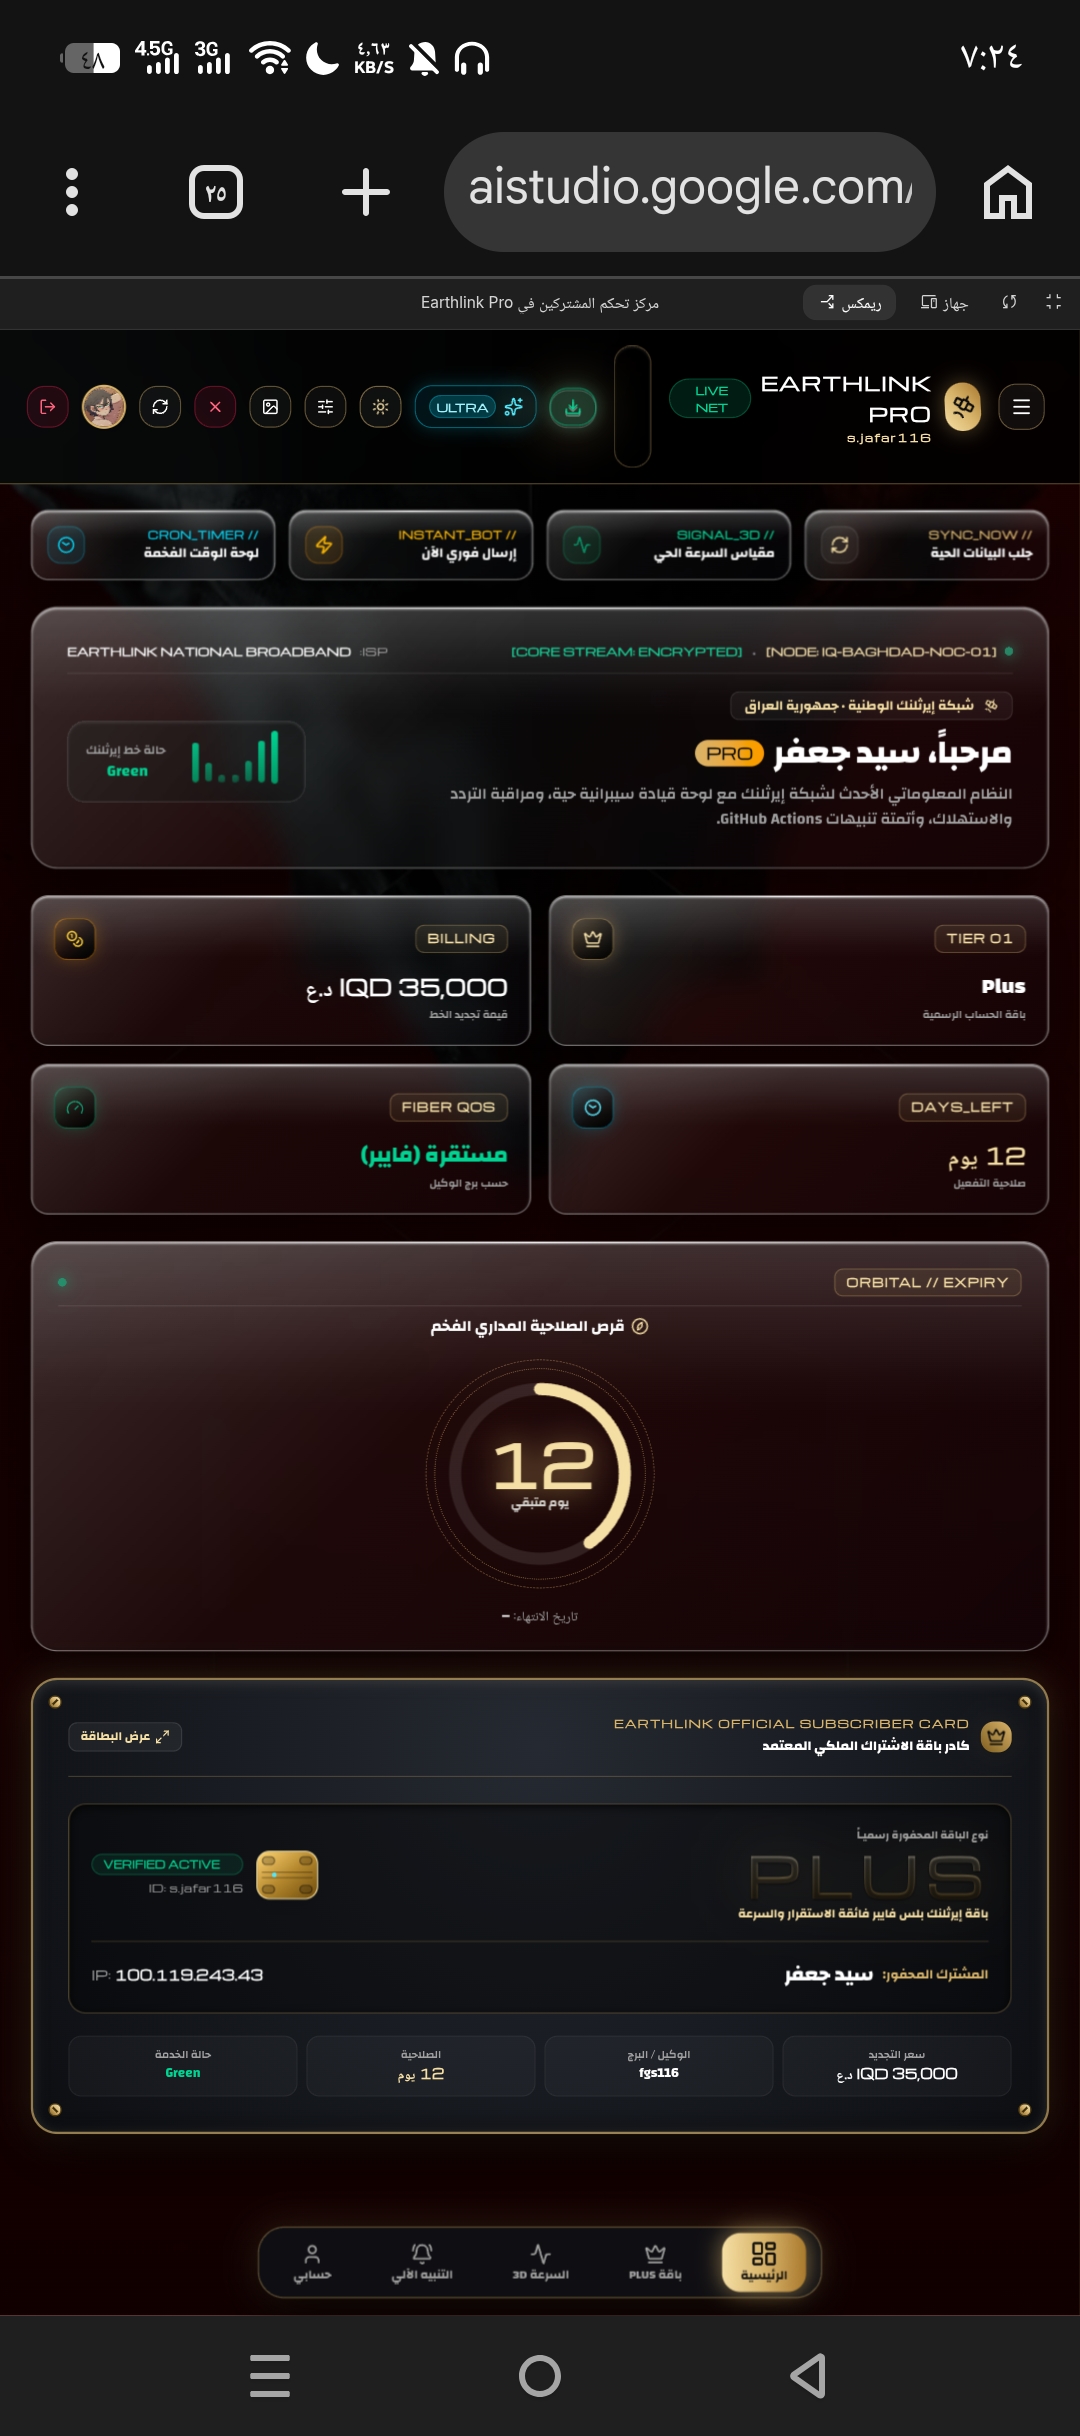 ٧:٢٤
٤,٦٣
KB/S
3G
4.5G
٤٨
aistudio.google.com/
٢٥
جهاز
ريمكس
مركز تحكم المشتركين في Earthlink Pro
EARTHLINK
PRO
s.jafar116
LIVE
NET
ULTRA
SYNC_NOW //
جلب البيانات الحية
SIGNAL_3D //
مقياس السرعة الحي
INSTANT_BOT //
إرسال فوري الآن
CRON_TIMER //
لوحة الوقت الفخمة
[NODE: IQ-BAGHDAD-NOC-01] • [CORE STREAM: ENCRYPTED]
EARTHLINK NATIONAL BROADBAND :ISP
شبكة إيرثلنك الوطنية · جمهورية العراق
مرحباً، سيد جعفر PRO
النظام المعلوماتي الأحدث لشبكة إيرثلنك مع لوحة قيادة سيبرانية حية، ومراقبة التردد
والاستهلاك، وأتمتة تنبيهات GitHub Actions.
حالة خط إيرثلنك
Green
TIER 01
Plus
باقة الحساب الرسمية
BILLING
IQD 35,000 د.ع
قيمة تجديد الخط
DAYS_LEFT
12 يوم
صلاحية التفعيل
FIBER QOS
مستقرة (فايبر)
حسب برج الوكيل
ORBITAL // EXPIRY
قرص الصلاحية المداري الفخم
12
يوم متبقي
تاريخ الانتهاء: —
EARTHLINK OFFICIAL SUBSCRIBER CARD
كادر باقة الاشتراك الملكي المعتمد
عرض البطاقة
نوع الباقة المحفورة رسمياً
PLUS
باقة إيرثلنك بلس فايبر فائقة الاستقرار والسرعة
VERIFIED ACTIVE
ID: s.jafar116
المشترك المحفور: سيد جعفر
IP: 100.119.243.43
سعر التجديد
IQD 35,000 د.ع
الوكيل / البرج
fgs116
الصلاحية
12 يوم
حالة الخدمة
Green
الرئيسية
باقة PLUS
السرعة 3D
التنبيه الآلي
حسابي